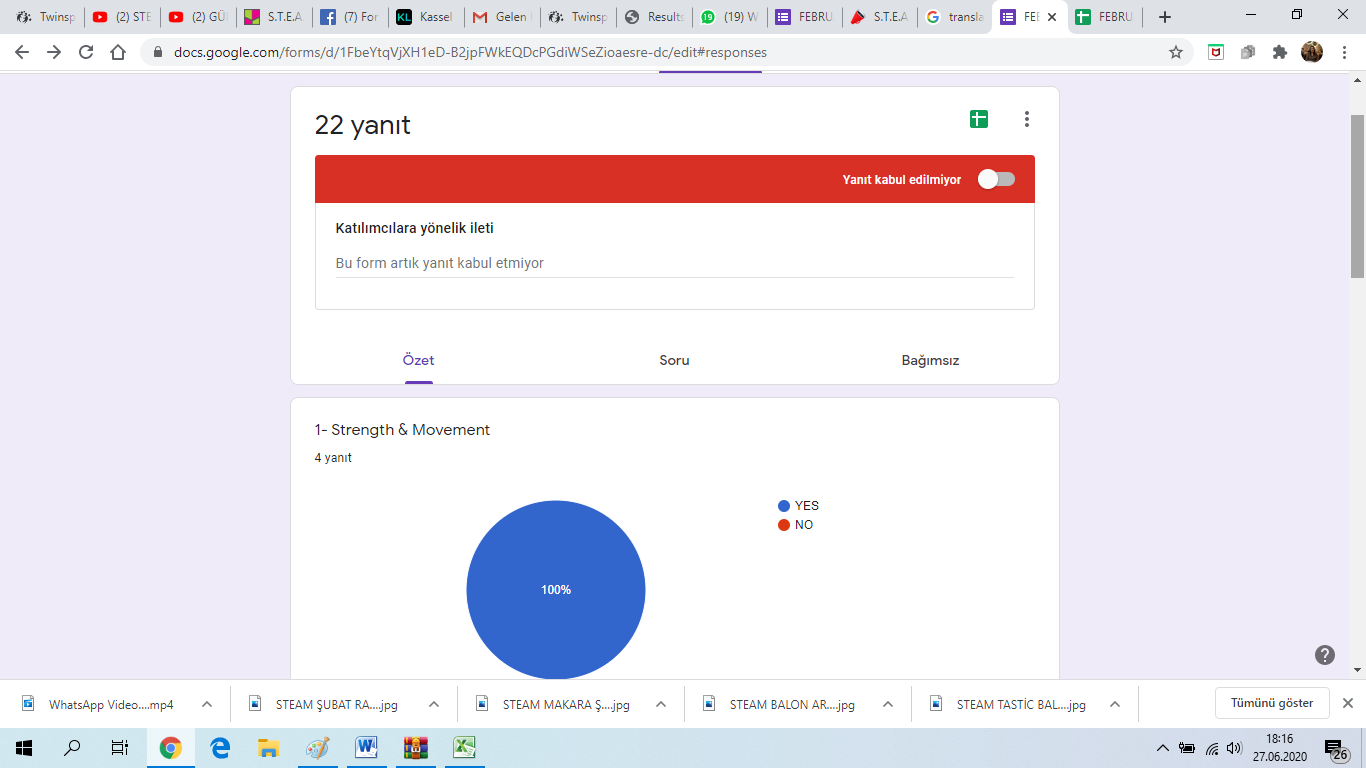 Twinsp
(2) STE
(2) GÜ
S.T.E.A
(7) For
KL Kassel
Gelen
Twinsp
Results
19 (19) W
FEBRU
S.T.E.A
transla
FE
FEBRU
docs.google.com/forms/d/1FbeYtqVjXH1eD-B2jpFWkEQDcPGdiWSeZioaesre-dc/edit#responses
22 yanıt
Yanıt kabul edilmiyor
Katılımcılara yönelik ileti
Bu form artık yanıt kabul etmiyor
Özet
Soru
Bağımsız
1- Strength & Movement
4 yanıt
YES
NO
100%
WhatsApp Video....mp4
STEAM ŞUBAT RA....jpg
STEAM MAKARA Ş....jpg
STEAM BALON AR....jpg
STEAM TASTİC BAL....jpg
Tümünü göster
18:16
27.06.2020
26